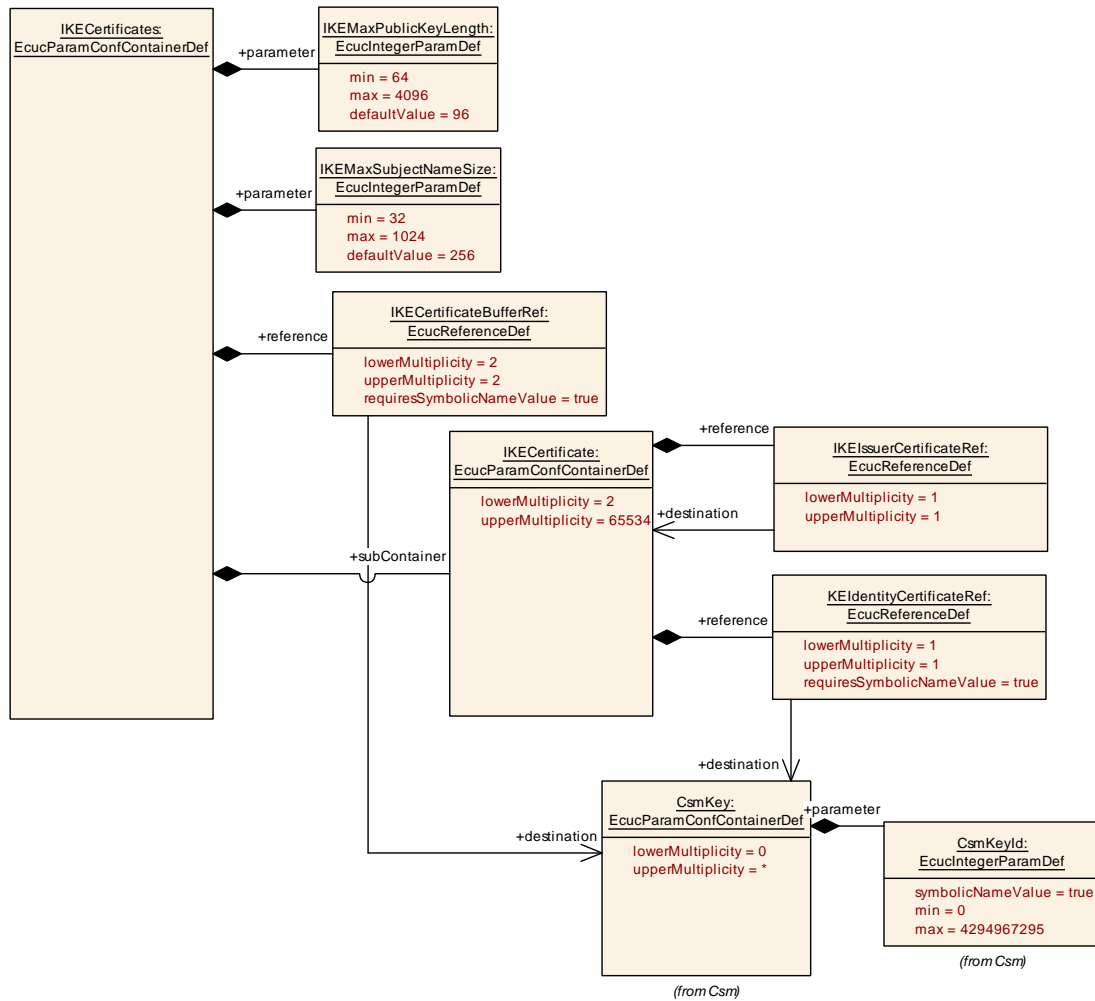 IKECertificates:
EcucParamConfContainerDef
+parameter
IKEMaxPublicKeyLength:
EcucIntegerParamDef
min = 64
max = 4096
defaultValue = 96
+parameter
IKEMaxSubjectNameSize:
EcucIntegerParamDef
min = 32
max = 1024
defaultValue = 256
+reference
IKECertificateBufferRef:
EcucReferenceDef
lowerMultiplicity = 2
upperMultiplicity = 2
requiresSymbolicNameValue = true
+subContainer
IKECertificate:
EcucParamConfContainerDef
lowerMultiplicity = 2
upperMultiplicity = 65534
+reference
IKEIssuerCertificateRef:
EcucReferenceDef
lowerMultiplicity = 1
upperMultiplicity = 1
+destination
+reference
KEIdentityCertificateRef:
EcucReferenceDef
lowerMultiplicity = 1
upperMultiplicity = 1
requiresSymbolicNameValue = true
+destination
+destination
CsmKey:
EcucParamConfContainerDef
lowerMultiplicity = 0
upperMultiplicity = *
(from Csm)
+parameter
CsmKeyId:
EcucIntegerParamDef
symbolicNameValue = true
min = 0
max = 4294967295
(from Csm)